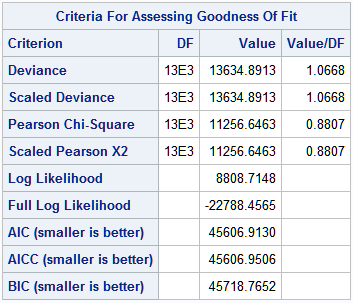 Criteria For Assessing Goodness Of Fit
Criterion DF Value Value/DF
Deviance 13E3 13634.8913 1.0668
Scaled Deviance 13E3 13634.8913 1.0668
Pearson Chi-Square 13E3 11256.6463 0.8807
Scaled Pearson X2 13E3 11256.6463 0.8807
Log Likelihood 8808.7148
Full Log Likelihood -22788.4565
AIC (smaller is better) 45606.9130
AICC (smaller is better) 45606.9506
BIC (smaller is better) 45718.7652